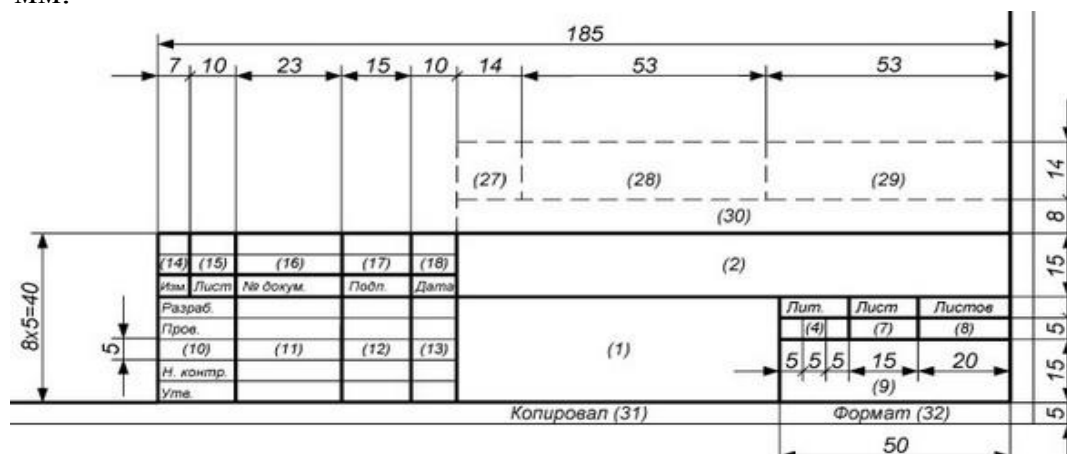 мм.
185
7 10 23 15 10 14 53 53
14
(27) (28) (29)
8
(30)
15
(14) (15) (16) (17) (18) (2)
Изм. Лист № докум. Подп. Дата
8x5=40
Разраб. Лит. Лист Листов
Пров. (4) (7) (8) 5
5 (10) (11) (12) (13) (1)
Н. контр. 5 5 5 15 20 15
Утв. (9)
Копировал (31) Формат (32) 5
50